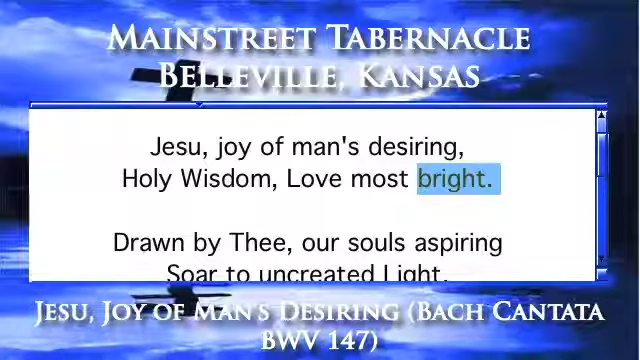 Mainstreet Tabernacle
Belleville, Kansas
Jesu, joy of man's desiring,
Holy Wisdom, Love most bright.
Drawn by Thee, our souls aspiring
Soar to uncreated Light.
Jesu, Joy of Man's Desiring (Bach Cantata
BWV 147)